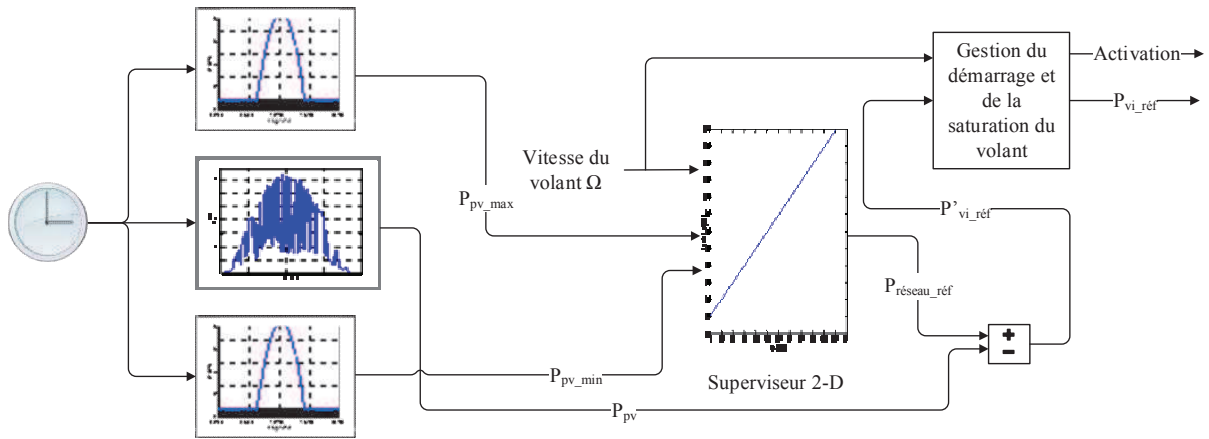 Gestion du
démarrage et
de la
saturation du
volant
Activation
P_vi_réf
Vitesse du
volant Ω
P_pv_max
P'_vi_réf
P_réseau_réf
+
−
P_pv_min
Superviseur 2-D
P_pv